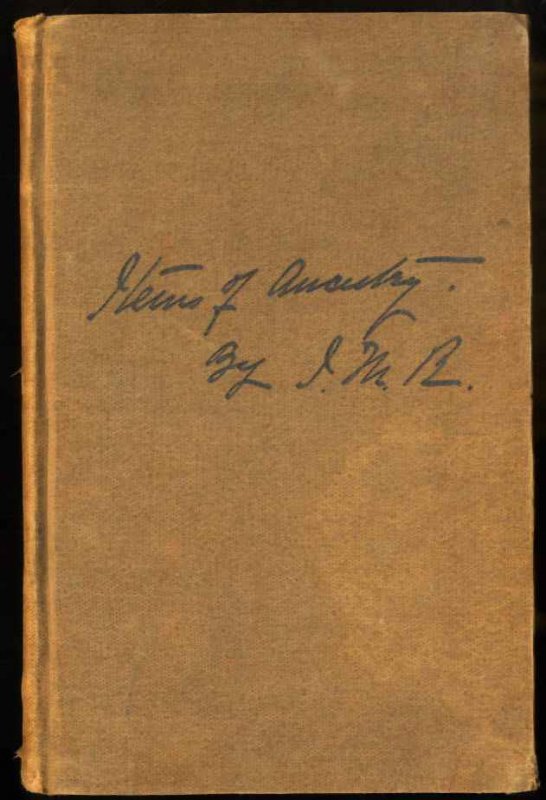 Items of Ancestry.
By I. M. R.